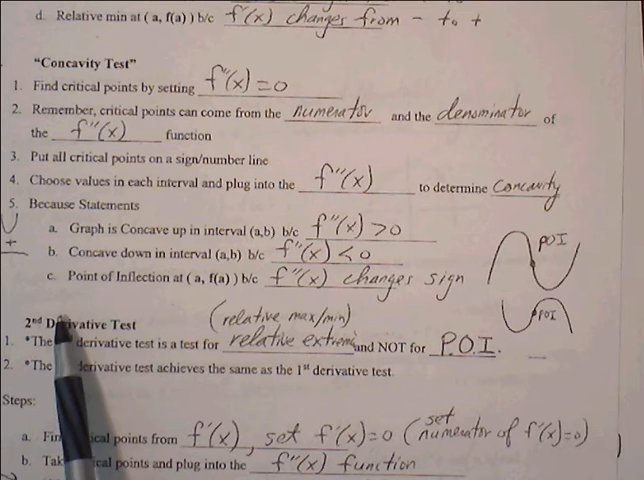 d. Relative min at ( a, f(a) ) b/c f'(x) changes from - to +
"Concavity Test"
1. Find critical points by setting f''(x) = 0
2. Remember, critical points can come from the numerator and the denominator of
the f''(x) function
3. Put all critical points on a sign/number line
4. Choose values in each interval and plug into the f''(x) to determine concavity
5. Because Statements
a. Graph is Concave up in interval (a,b) b/c f''(x) > 0
+
b. Concave down in interval (a,b) b/c f''(x) < 0
c. Point of Inflection at ( a, f(a) ) b/c f''(x) changes sign
POI
POI
2nd Derivative Test
(relative max/min)
1. *The derivative test is a test for relative extrema and NOT for P.O.I.
2. *The derivative test achieves the same as the 1st derivative test.
Steps:
a. points from f'(x), set f'(x)=0 (set numerator of f'(x)=0)
b. points and plug into the f''(x) function